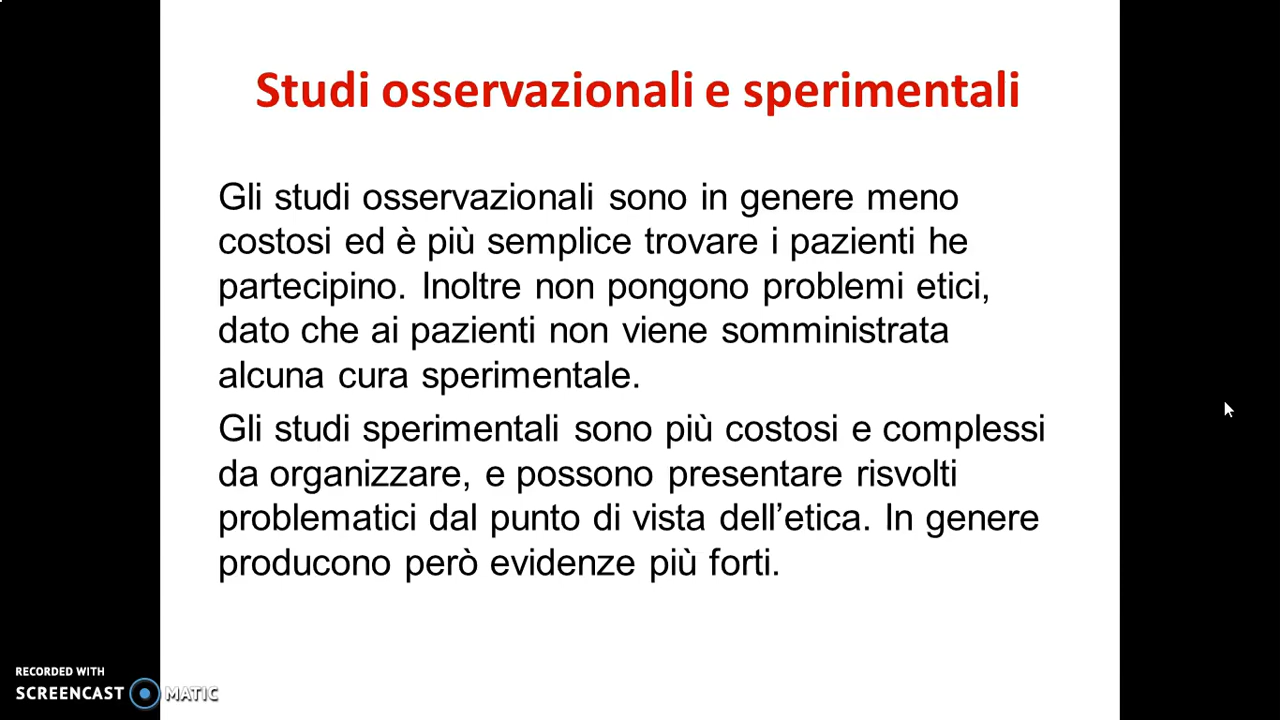 Studi osservazionali e sperimentali
Gli studi osservazionali sono in genere meno
costosi ed è più semplice trovare i pazienti he
partecipino. Inoltre non pongono problemi etici,
dato che ai pazienti non viene somministrata
alcuna cura sperimentale.
Gli studi sperimentali sono più costosi e complessi
da organizzare, e possono presentare risvolti
problematici dal punto di vista dell’etica. In genere
producono però evidenze più forti.
RECORDED WITH
SCREENCAST MATIC